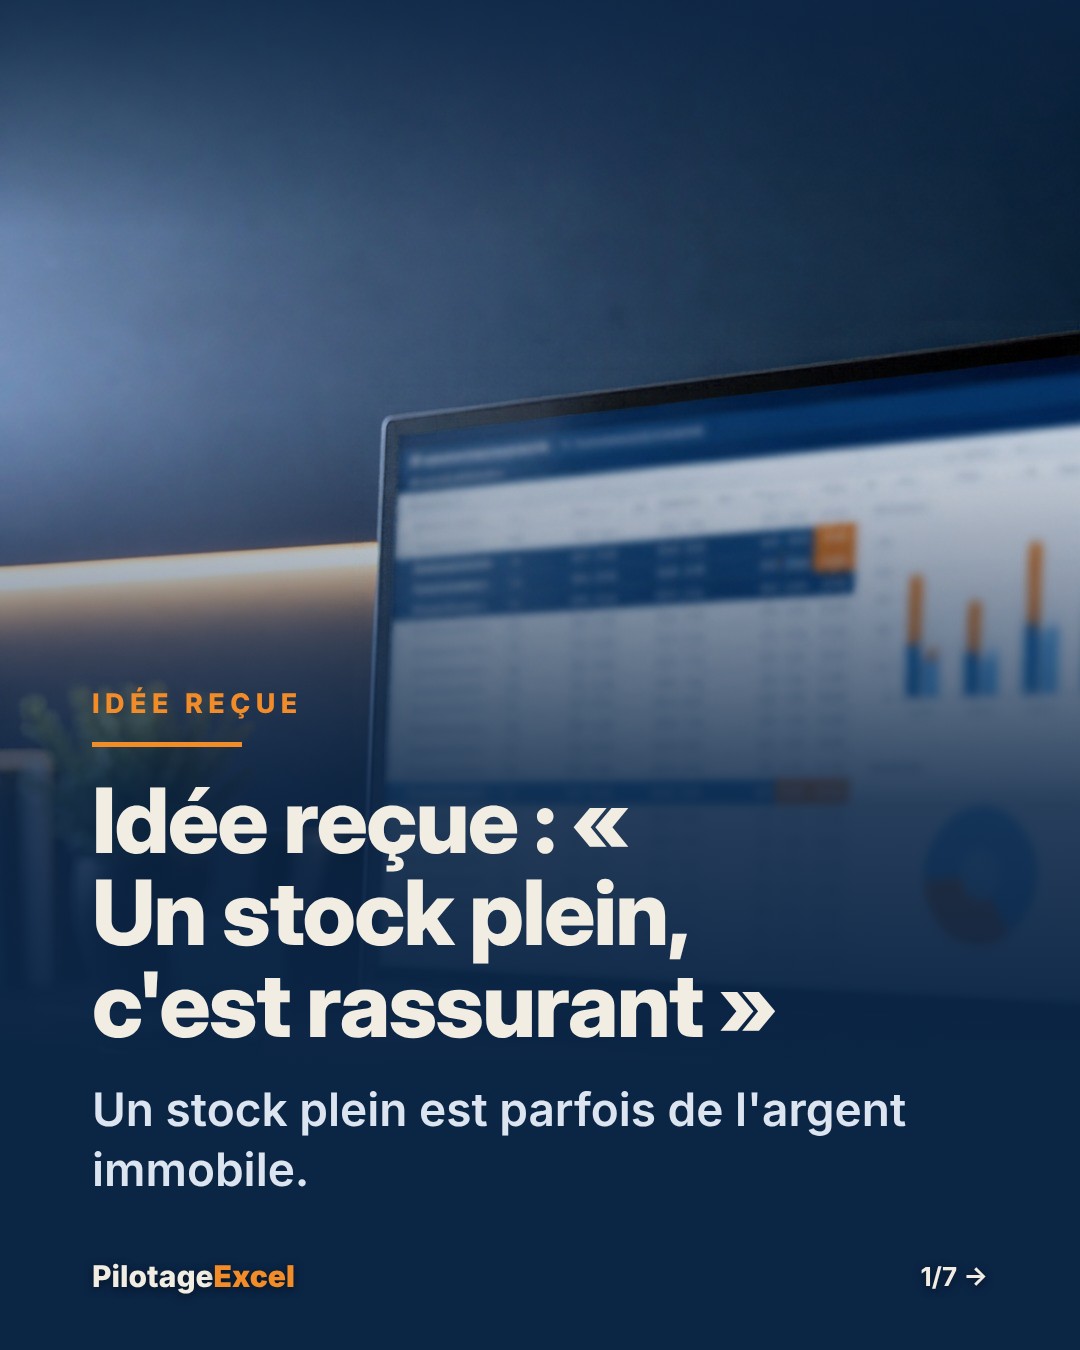 IDÉE REÇUE
Idée reçue : «
Un stock plein,
c'est rassurant »
Un stock plein est parfois de l'argent
immobile.
PilotageExcel
1/7 →